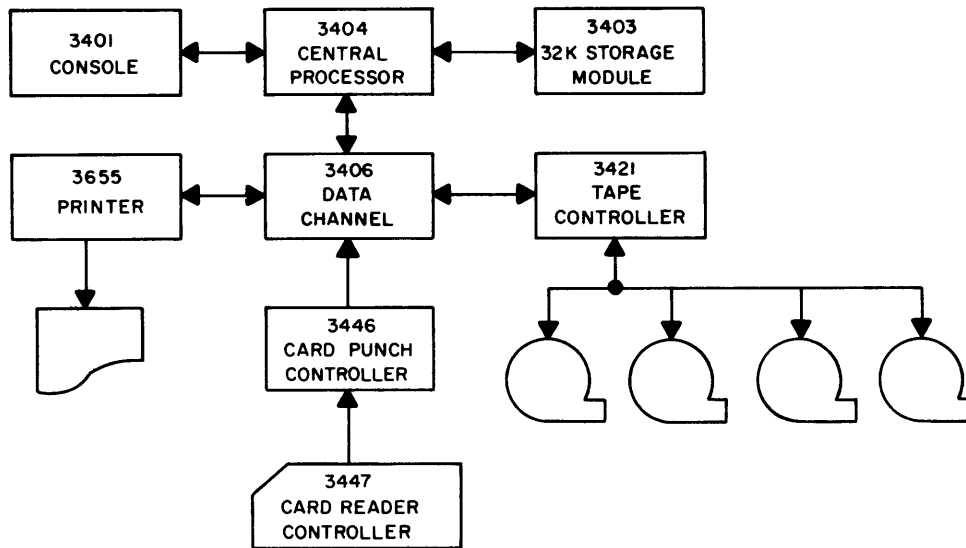 3401
CONSOLE
3404
CENTRAL
PROCESSOR
3403
32K STORAGE
MODULE
3655
PRINTER
3406
DATA
CHANNEL
3421
TAPE
CONTROLLER
3446
CARD PUNCH
CONTROLLER
3447
CARD READER
CONTROLLER